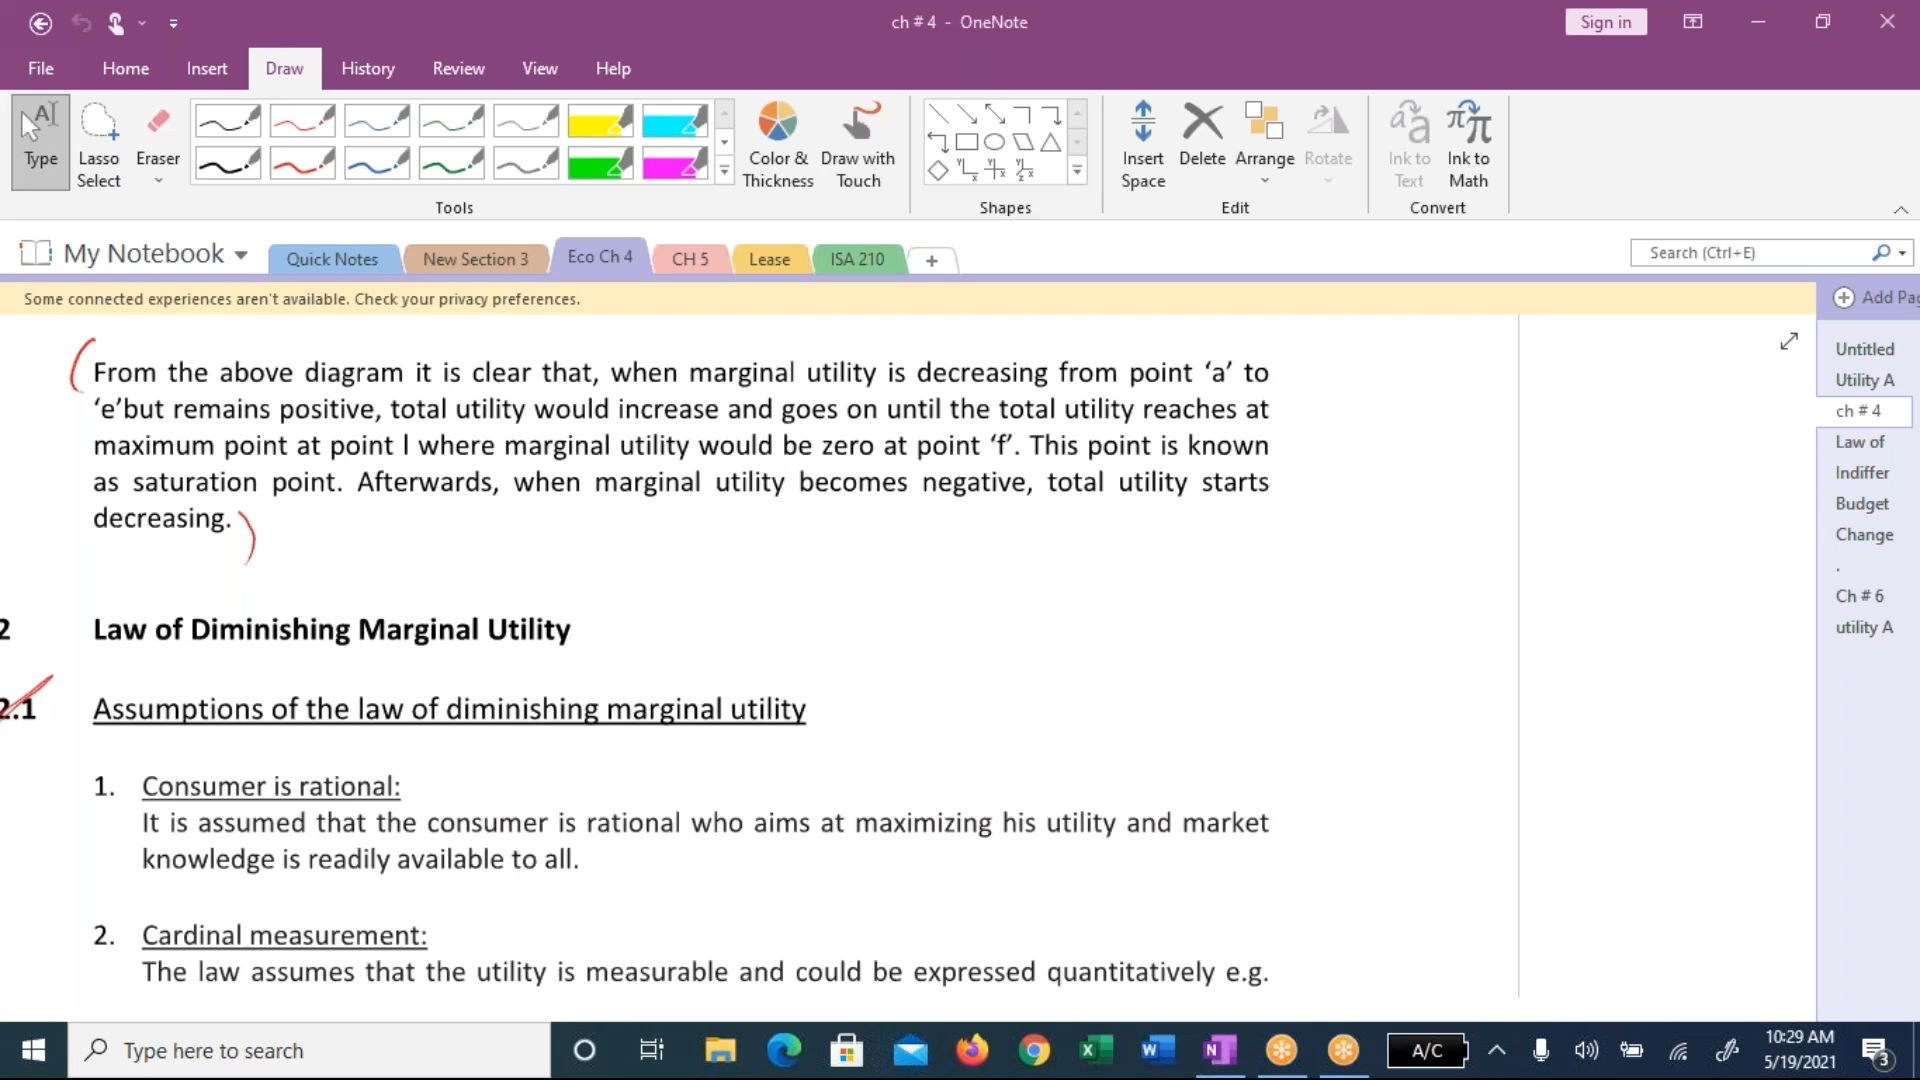 ch # 4 - OneNote
Sign in
File Home Insert Draw History Review View Help
Type
Lasso Select
Eraser
Color & Thickness
Draw with Touch
Insert Space
Delete
Arrange
Rotate
Ink to Text
Ink to Math
Tools Shapes Edit Convert
My Notebook Quick Notes New Section 3 Eco Ch 4 CH 5 Lease ISA 210
Search (Ctrl+E)
Some connected experiences aren't available. Check your privacy preferences.
Add Pag
Untitled
Utility A
ch # 4
Law of
Indiffer
Budget
Change
.
Ch # 6
utility A
From the above diagram it is clear that, when marginal utility is decreasing from point ‘a’ to
‘e’but remains positive, total utility would increase and goes on until the total utility reaches at
maximum point at point l where marginal utility would be zero at point ‘f’. This point is known
as saturation point. Afterwards, when marginal utility becomes negative, total utility starts
decreasing.
2 Law of Diminishing Marginal Utility
2.1 Assumptions of the law of diminishing marginal utility
1. Consumer is rational:
It is assumed that the consumer is rational who aims at maximizing his utility and market
knowledge is readily available to all.
2. Cardinal measurement:
The law assumes that the utility is measurable and could be expressed quantitatively e.g.
Type here to search
A/C
10:29 AM
5/19/2021
3